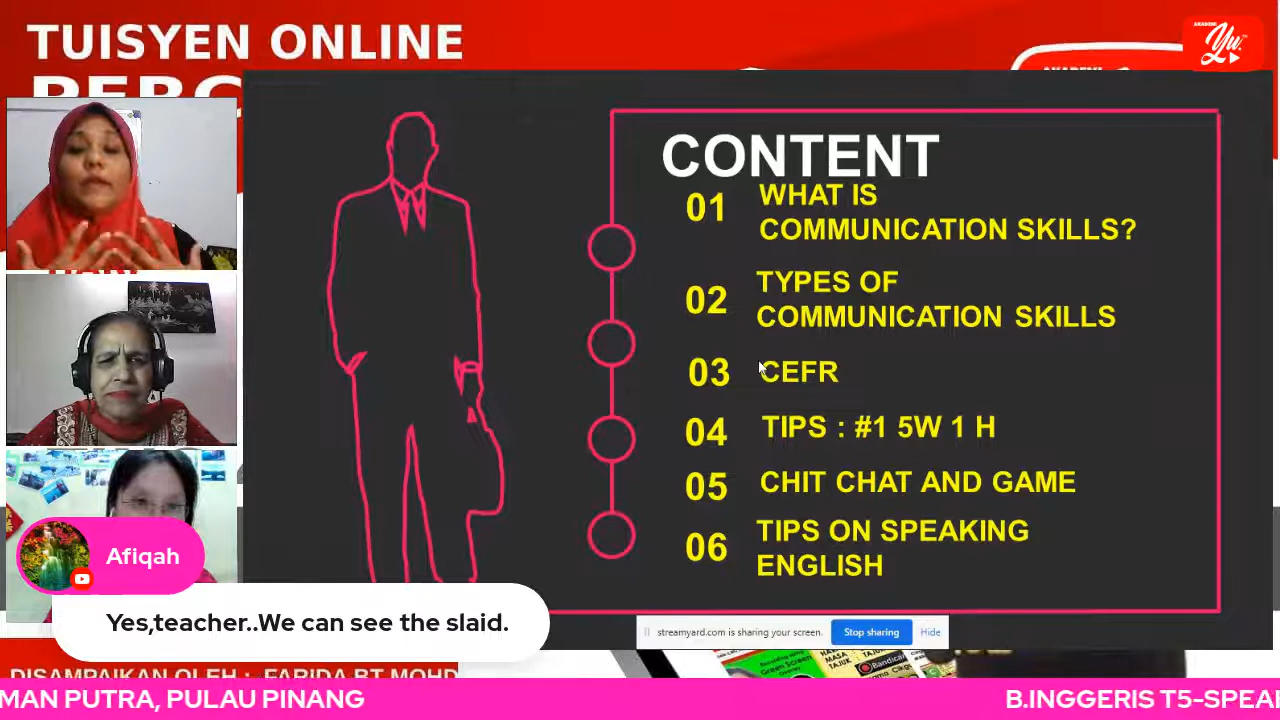 TUISYEN ONLINE
AKADEMI
Yu.
CONTENT
01 WHAT IS
COMMUNICATION SKILLS?
02 TYPES OF
COMMUNICATION SKILLS
03 CEFR
04 TIPS : #1 5W 1 H
05 CHIT CHAT AND GAME
06 TIPS ON SPEAKING
ENGLISH
Afiqah
Yes,teacher..We can see the slaid.
streamyard.com is sharing your screen. Stop sharing Hide
DISAMPAIKAN OLEH : FARIDA BT MOHD
MAN PUTRA, PULAU PINANG
B.INGGERIS T5-SPEA